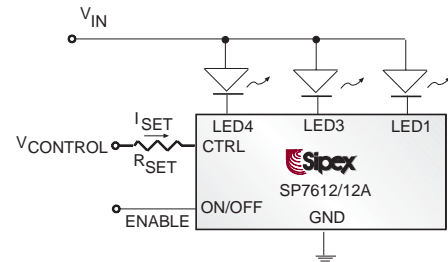 VIN
ISET
LED4 LED3 LED1
VCONTROL
RSET
CTRL
Sipex
SP7612/12A
ENABLE
ON/OFF
GND